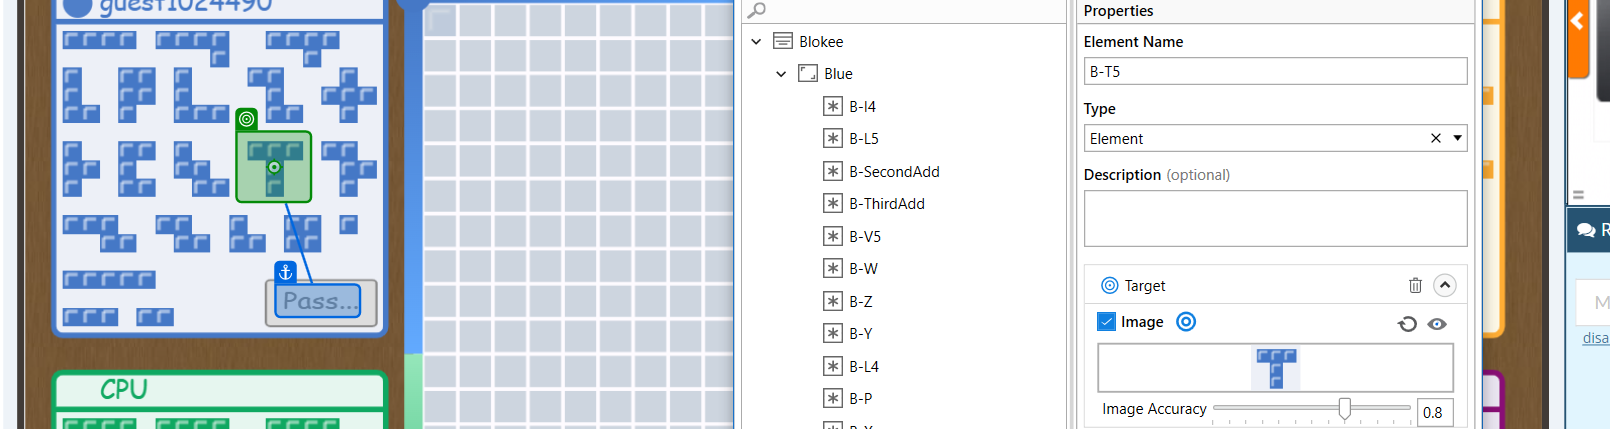 guest1024490
Pass...
CPU
Blokee
Blue
B-I4
B-L5
B-SecondAdd
B-ThirdAdd
B-V5
B-W
B-Z
B-Y
B-L4
B-P
Properties
Element Name
B-T5
Type
Element
Description (optional)
Target
Image
Image Accuracy
0.8
R
M
disa